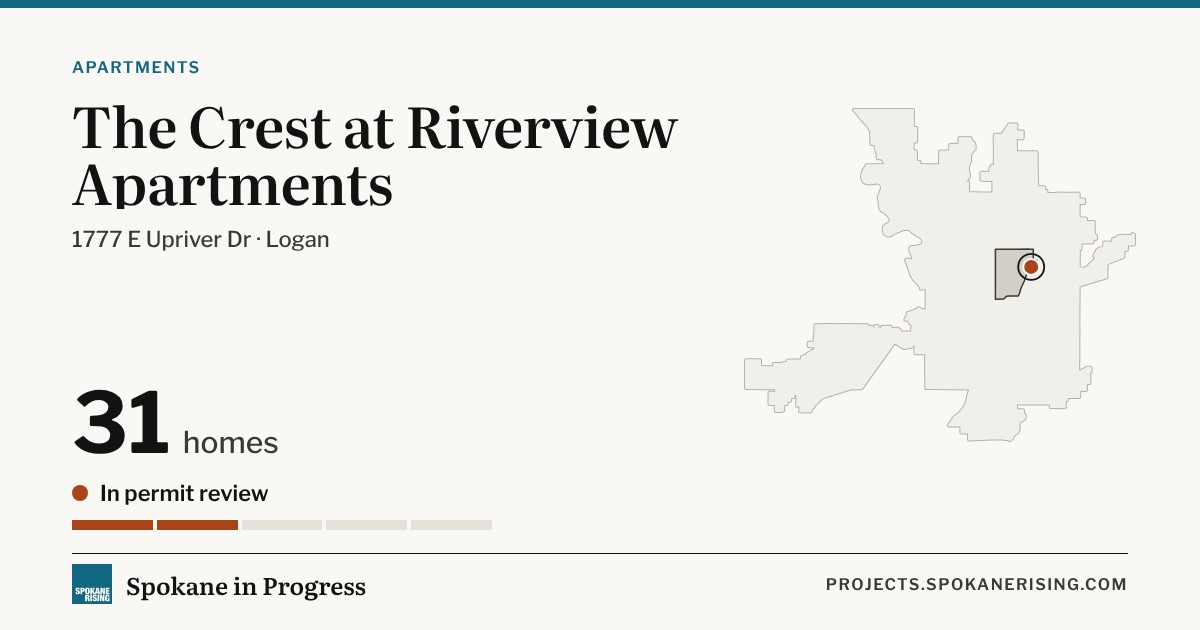 APARTMENTS
The Crest at Riverview
Apartments
1777 E Upriver Dr · Logan
31 homes
In permit review
SPOKANE
RISING
Spokane in Progress
PROJECTS.SPOKANERISING.COM